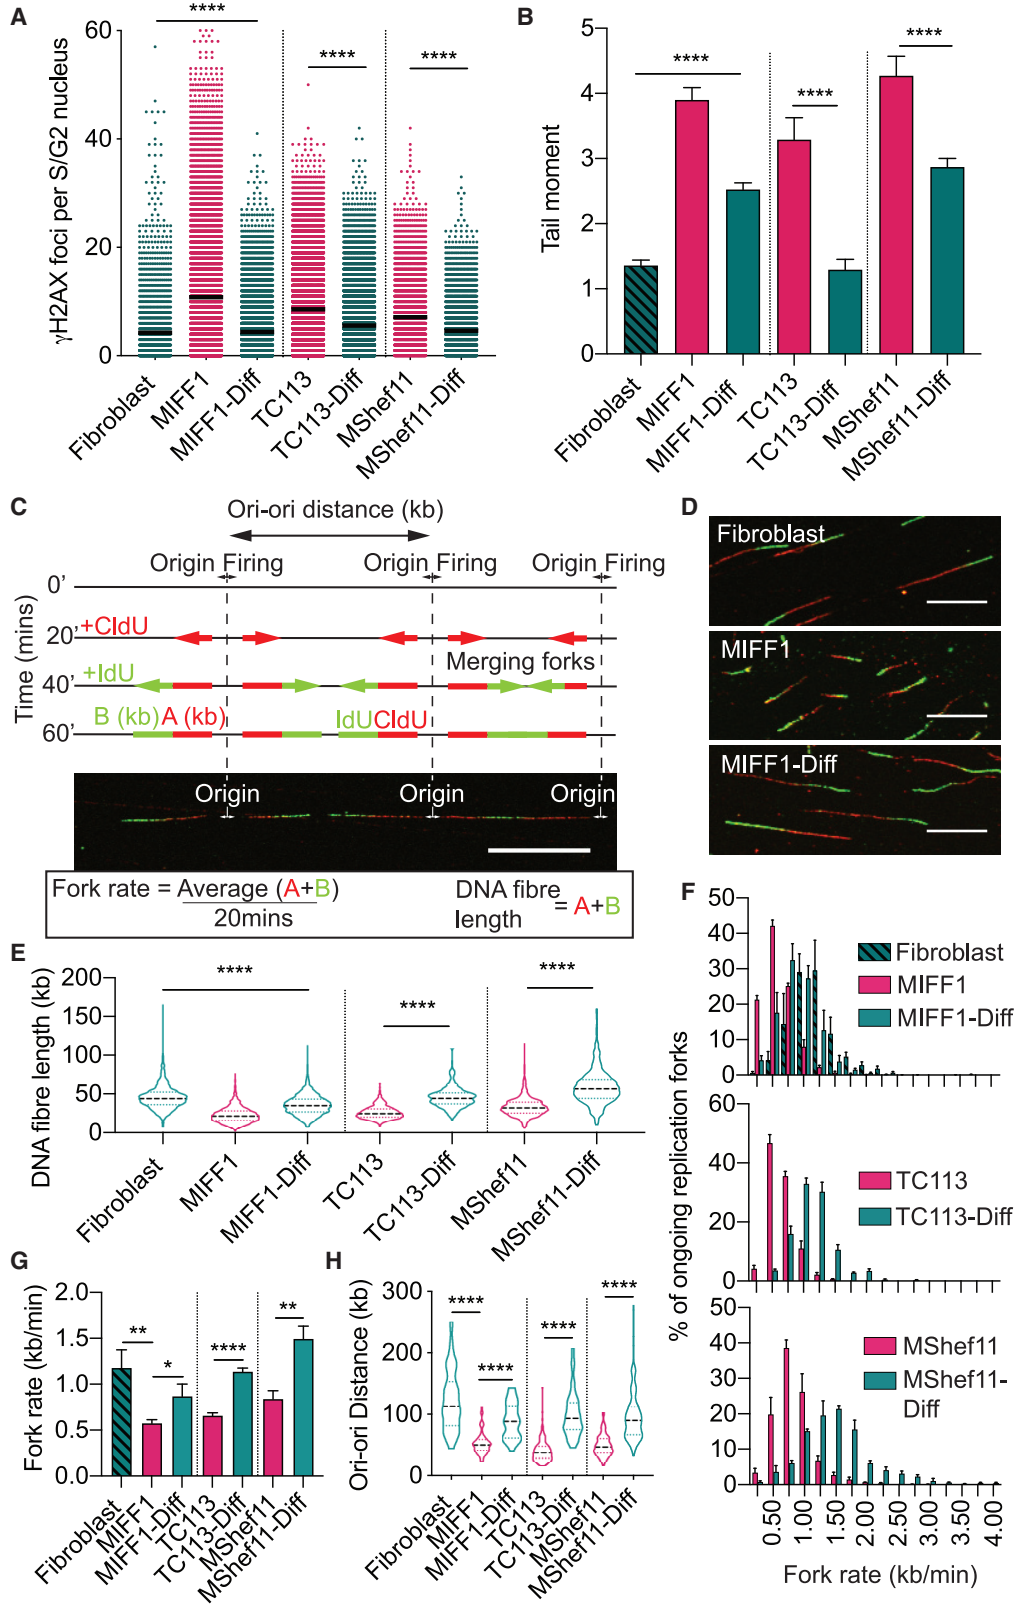 A
γH2AX foci per S/G2 nucleus
60
40
20
0
****
****
****
Fibroblast
MIFF1
MIFF1-Diff
TC113
TC113-Diff
MShef11
MShef11-Diff
B
Tail moment
5
4
3
2
1
0
****
****
****
Fibroblast
MIFF1
MIFF1-Diff
TC113
TC113-Diff
MShef11
MShef11-Diff
C
Ori-ori distance (kb)
Origin Firing
Origin Firing
Origin Firing
Time (mins)
0'
20'
+CldU
40'
+IdU
Merging forks
60'
B (kb) A (kb)
IdU CldU
Origin
Origin
Origin
Fork rate = Average (A+B)
20mins
DNA fibre length = A+B
D
Fibroblast
MIFF1
MIFF1-Diff
E
DNA fibre length (kb)
200
150
100
50
0
****
****
****
Fibroblast
MIFF1
MIFF1-Diff
TC113
TC113-Diff
MShef11
MShef11-Diff
F
% of ongoing replication forks
50
40
30
20
10
0
Fibroblast
MIFF1
MIFF1-Diff
60
40
20
0
TC113
TC113-Diff
50
40
30
20
10
0
MShef11
MShef11-
Diff
0.50
1.00
1.50
2.00
2.50
3.00
3.50
4.00
Fork rate (kb/min)
G
Fork rate (kb/min)
2.0
1.5
1.0
0.5
0.0
**
*
****
**
Fibroblast
MIFF1
MIFF1-Diff
TC113
TC113-Diff
MShef11
MShef11-Diff
H
Ori-ori Distance (kb)
300
200
100
0
****
****
****
****
Fibroblast
MIFF1
MIFF1-Diff
TC113
TC113-Diff
MShef11
MShef11-Diff